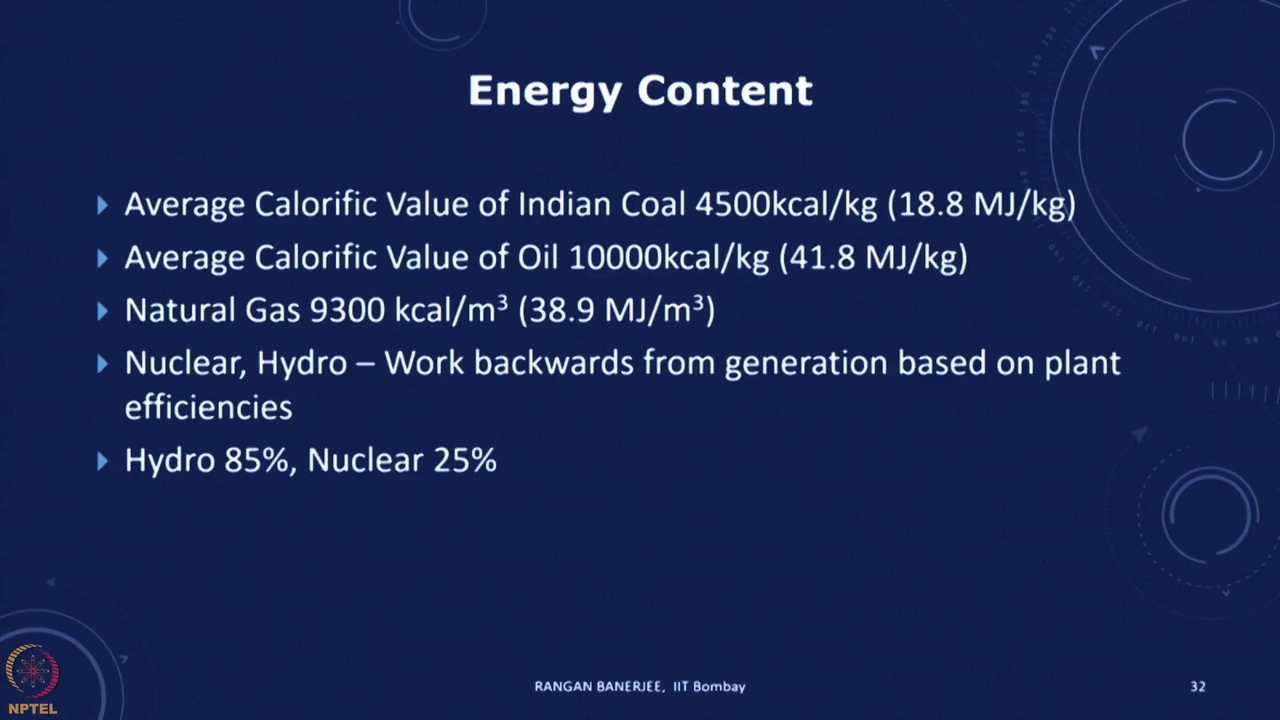 Energy Content
Average Calorific Value of Indian Coal 4500kcal/kg (18.8 MJ/kg)
Average Calorific Value of Oil 10000kcal/kg (41.8 MJ/kg)
Natural Gas 9300 kcal/m³ (38.9 MJ/m³)
Nuclear, Hydro – Work backwards from generation based on plant
efficiencies
Hydro 85%, Nuclear 25%
RANGAN BANERJEE, IIT Bombay
32
NPTEL